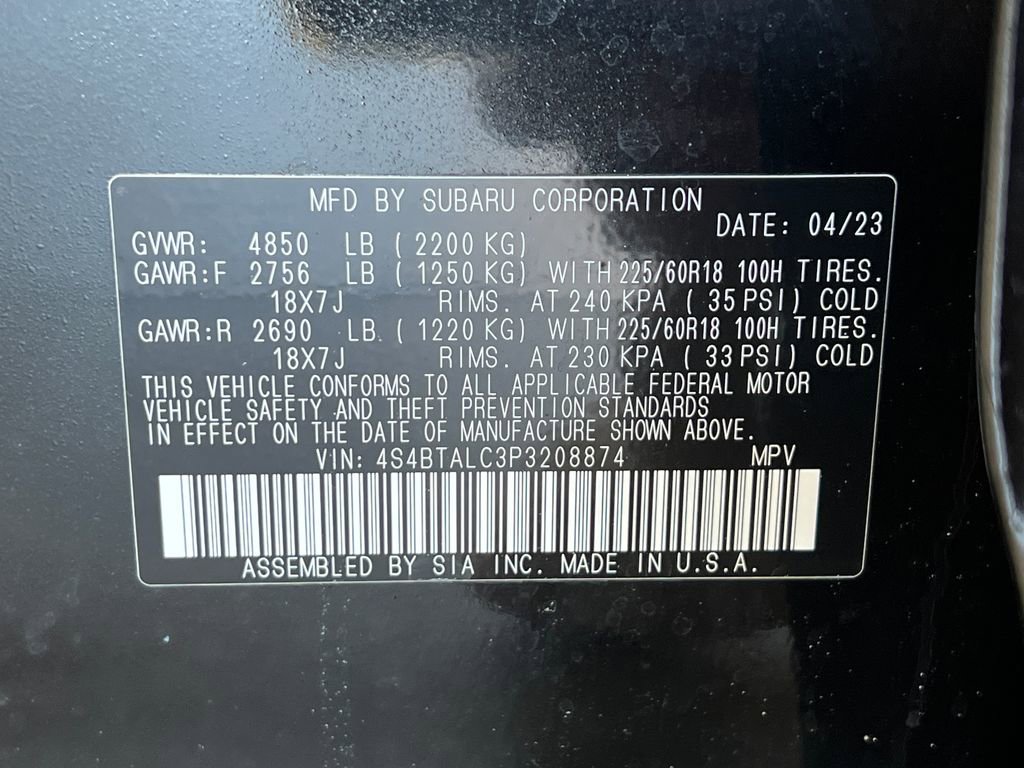 MFD BY SUBARU CORPORATION
DATE: 04/23
GVWR: 4850 LB ( 2200 KG)
GAWR:F 2756 LB ( 1250 KG) WITH 225/60R18 100H TIRES.
18X7J RIMS. AT 240 KPA ( 35 PSI) COLD
GAWR:R 2690 LB ( 1220 KG) WITH 225/60R18 100H TIRES.
18X7J RIMS. AT 230 KPA ( 33 PSI) COLD
THIS VEHICLE CONFORMS TO ALL APPLICABLE FEDERAL MOTOR
VEHICLE SAFETY AND THEFT PREVENTION STANDARDS
IN EFFECT ON THE DATE OF MANUFACTURE SHOWN ABOVE.
VIN: 4S4BTALC3P3208874 MPV
ASSEMBLED BY SIA INC. MADE IN U.S.A.